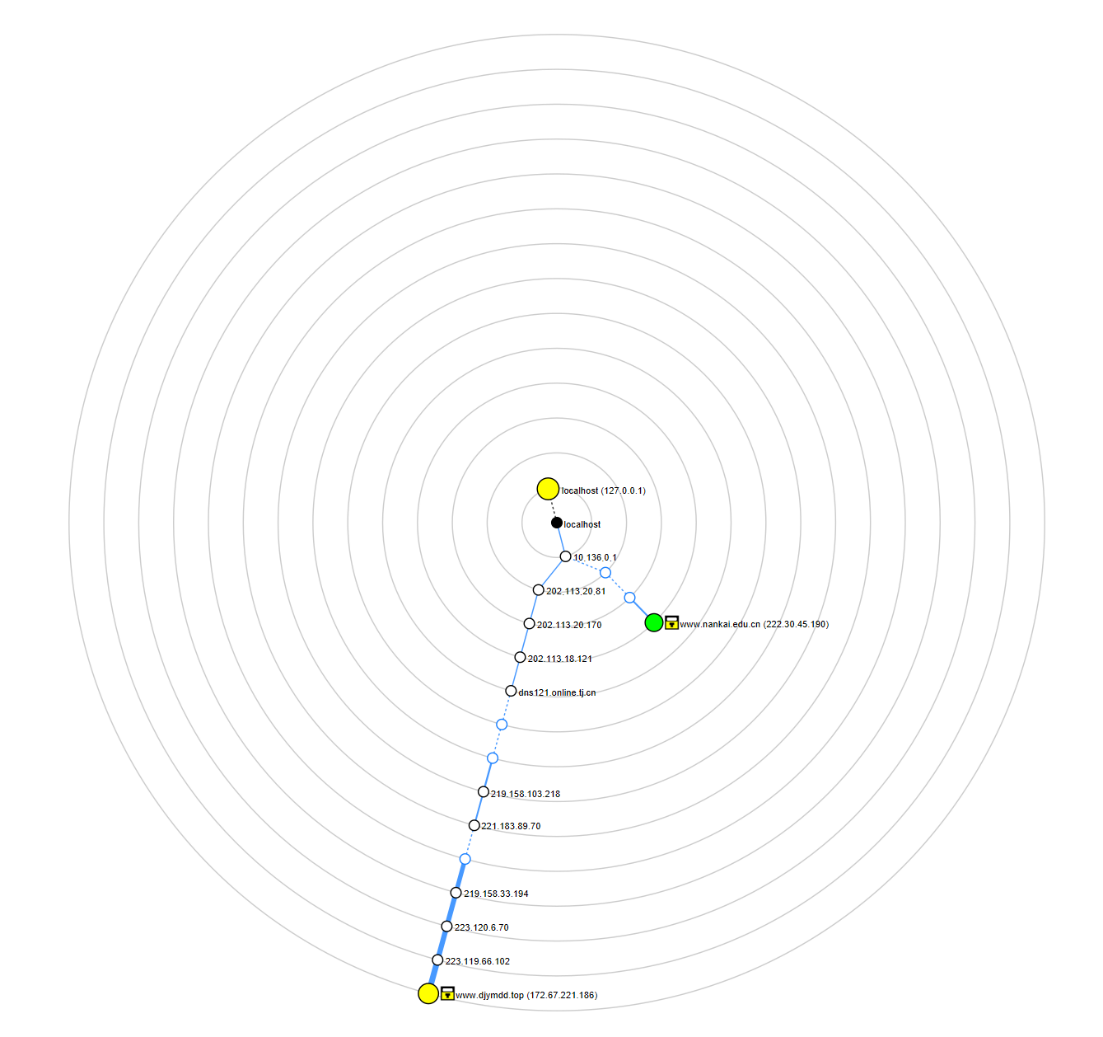 localhost (127.0.0.1)
localhost
10.136.0.1
202.113.20.81
202.113.20.170
www.nankai.edu.cn (222.30.45.190)
202.113.18.121
dns121.online.tj.cn
219.158.103.218
221.183.89.70
219.158.33.194
223.120.6.70
223.119.66.102
www.djymdd.top (172.67.221.186)